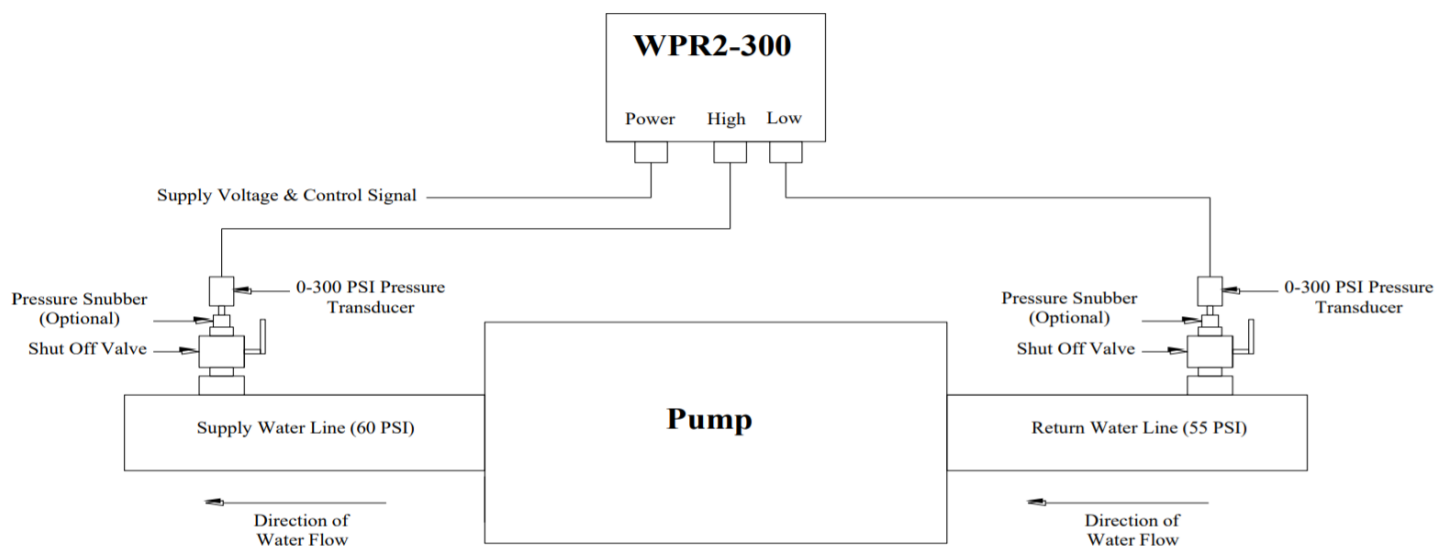 WPR2-300
Power High Low
Supply Voltage & Control Signal
0-300 PSI Pressure
Transducer
Pressure Snubber
(Optional)
Shut Off Valve
0-300 PSI Pressure
Transducer
Pressure Snubber
(Optional)
Shut Off Valve
Supply Water Line (60 PSI)
Pump
Return Water Line (55 PSI)
Direction of
Water Flow
Direction of
Water Flow